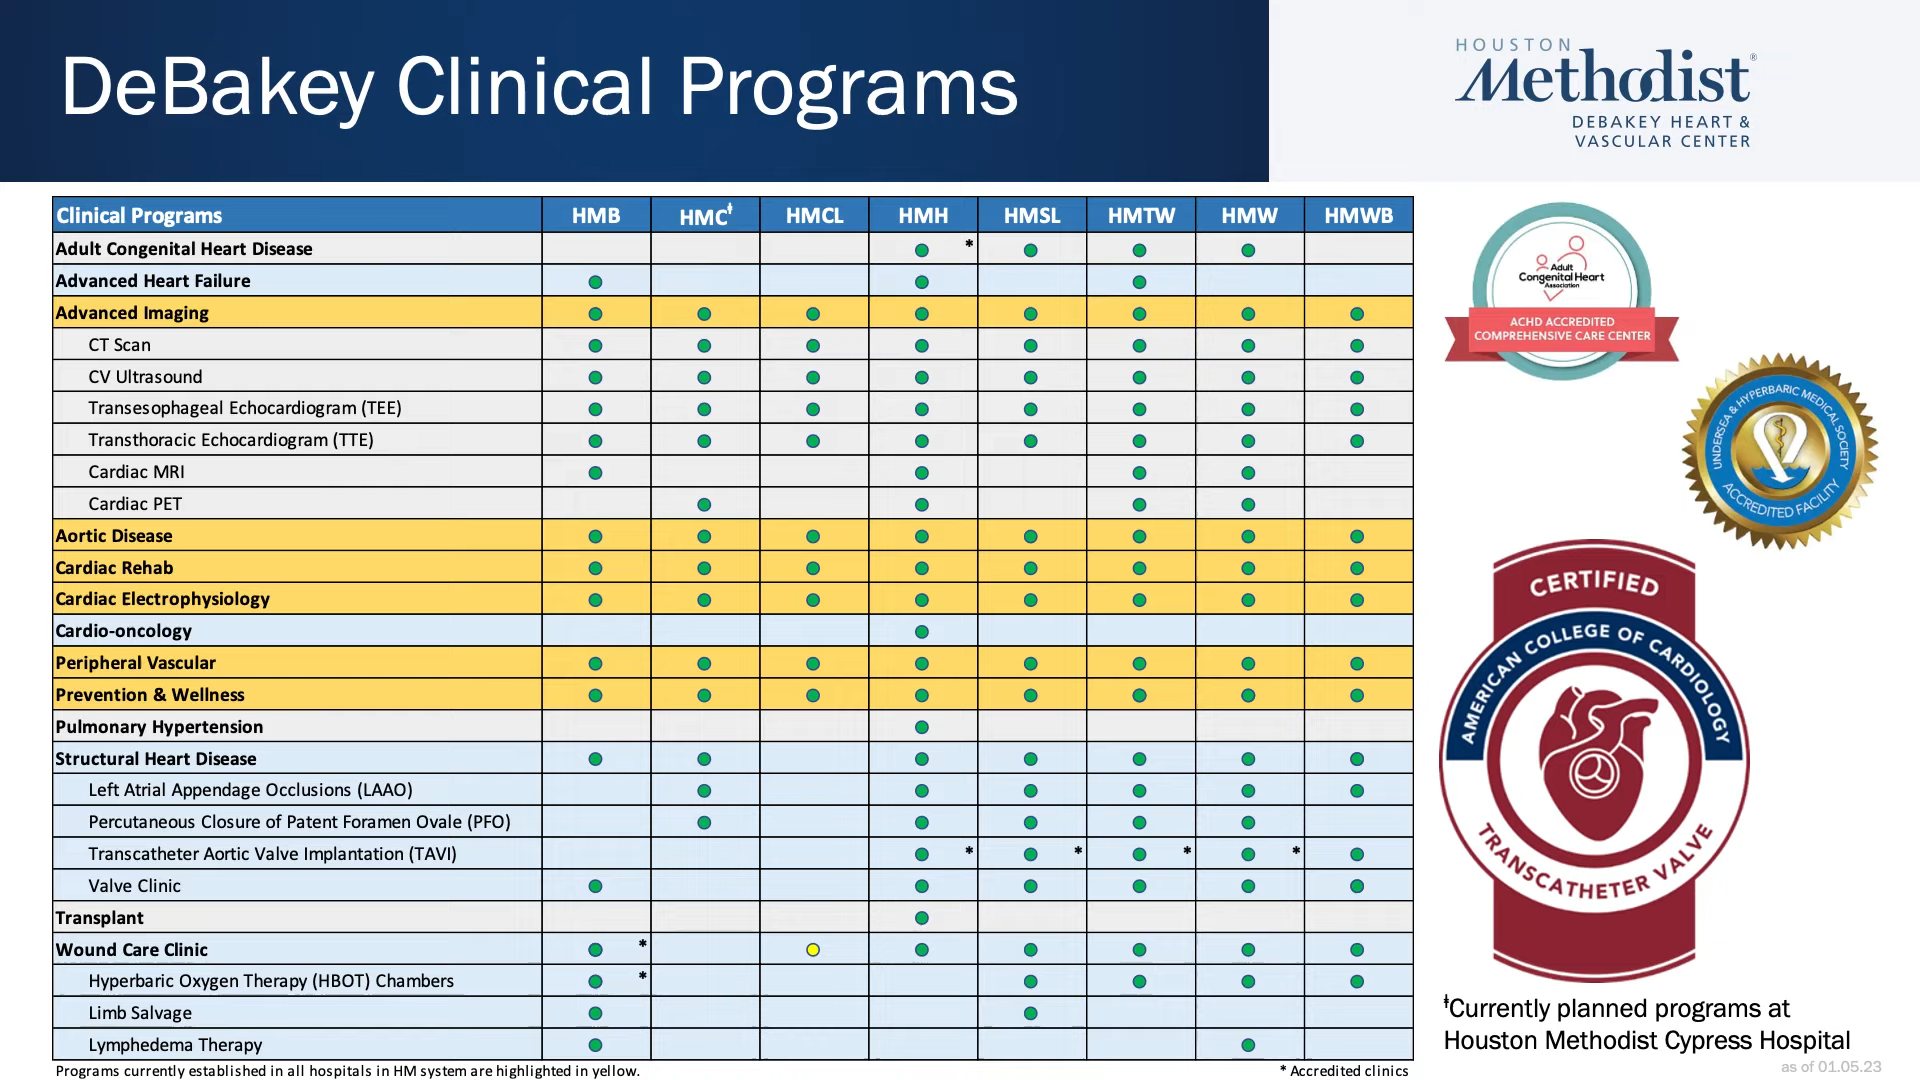 DeBakey Clinical Programs
HOUSTON
Methodist®
DEBAKEY HEART &
VASCULAR CENTER
Clinical Programs HMB HMC‡ HMCL HMH HMSL HMTW HMW HMWB
Adult Congenital Heart Disease *
Advanced Heart Failure
Advanced Imaging
CT Scan
CV Ultrasound
Transesophageal Echocardiogram (TEE)
Transthoracic Echocardiogram (TTE)
Cardiac MRI
Cardiac PET
Aortic Disease
Cardiac Rehab
Cardiac Electrophysiology
Cardio-oncology
Peripheral Vascular
Prevention & Wellness
Pulmonary Hypertension
Structural Heart Disease
Left Atrial Appendage Occlusions (LAAO)
Percutaneous Closure of Patent Foramen Ovale (PFO)
Transcatheter Aortic Valve Implantation (TAVI) * * * *
Valve Clinic
Transplant
Wound Care Clinic *
Hyperbaric Oxygen Therapy (HBOT) Chambers *
Limb Salvage
Lymphedema Therapy
Programs currently established in all hospitals in HM system are highlighted in yellow.
* Accredited clinics
Adult
Congenital Heart
Association
ACHD ACCREDITED
COMPREHENSIVE CARE CENTER
UNDERSEA & HYPERBARIC MEDICAL SOCIETY
ACCREDITED FACILITY
CERTIFIED
AMERICAN COLLEGE OF CARDIOLOGY
TRANSCATHETER VALVE
‡Currently planned programs at
Houston Methodist Cypress Hospital
as of 01.05.23